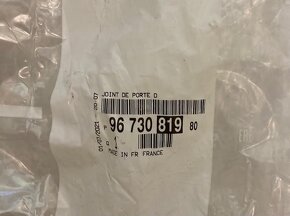 JOINT DE PORTE D
P 96 730 819 80
MADE IN FR FRANCE